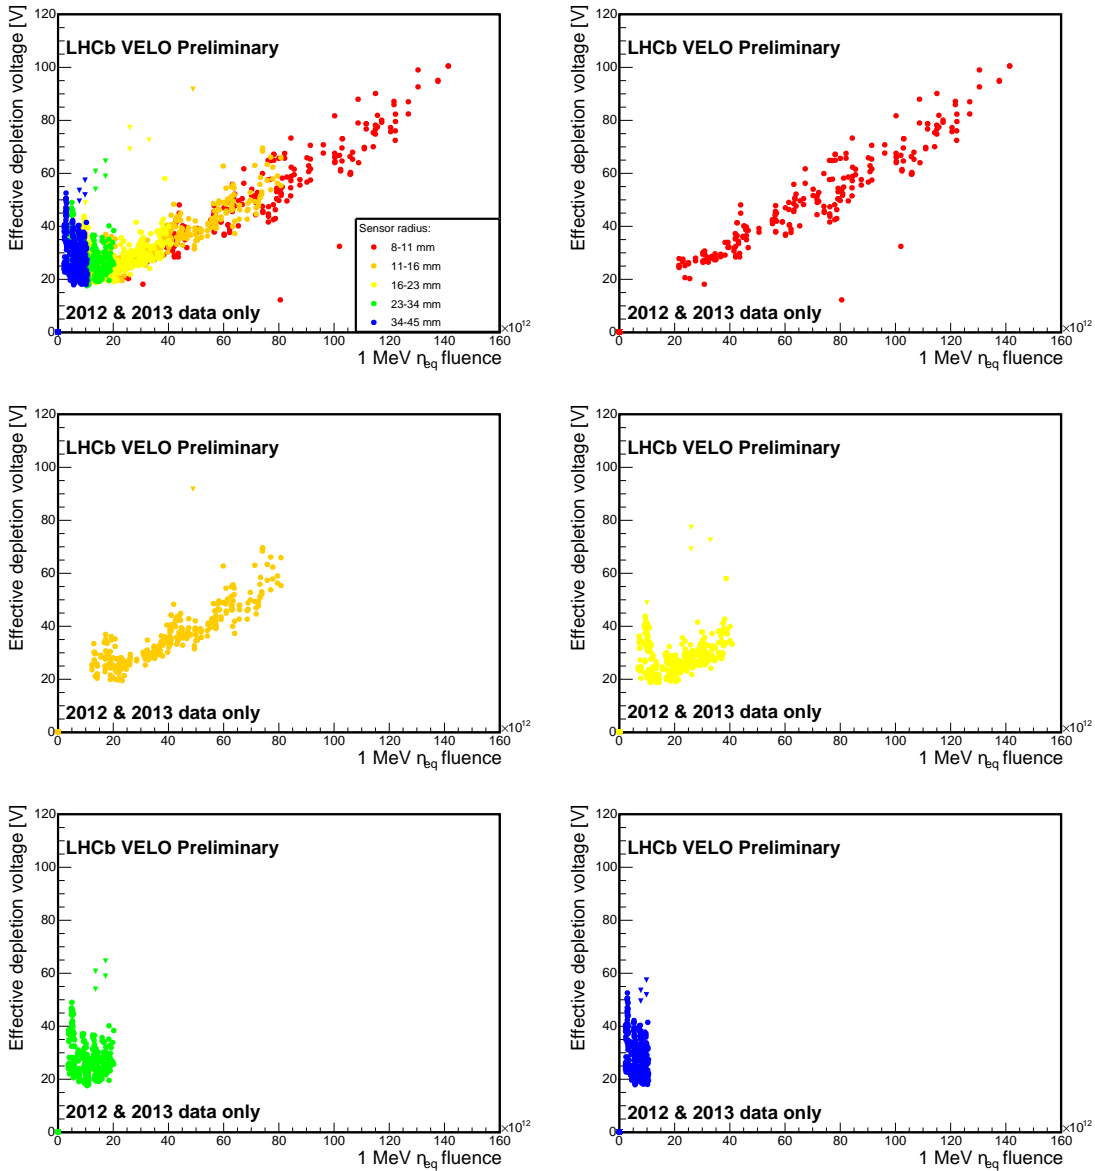 Effective depletion voltage [V]
120
100
80
60
40
20
0
LHCb VELO Preliminary
Sensor radius:
8-11 mm
11-16 mm
16-23 mm
23-34 mm
34-45 mm
2012 & 2013 data only
0 20 40 60 80 100 120 140 160
×10¹²
1 MeV n_eq fluence
Effective depletion voltage [V]
120
100
80
60
40
20
0
LHCb VELO Preliminary
2012 & 2013 data only
0 20 40 60 80 100 120 140 160
×10¹²
1 MeV n_eq fluence
Effective depletion voltage [V]
120
100
80
60
40
20
0
LHCb VELO Preliminary
2012 & 2013 data only
0 20 40 60 80 100 120 140 160
×10¹²
1 MeV n_eq fluence
Effective depletion voltage [V]
120
100
80
60
40
20
0
LHCb VELO Preliminary
2012 & 2013 data only
0 20 40 60 80 100 120 140 160
×10¹²
1 MeV n_eq fluence
Effective depletion voltage [V]
120
100
80
60
40
20
0
LHCb VELO Preliminary
2012 & 2013 data only
0 20 40 60 80 100 120 140 160
×10¹²
1 MeV n_eq fluence
Effective depletion voltage [V]
120
100
80
60
40
20
0
LHCb VELO Preliminary
2012 & 2013 data only
0 20 40 60 80 100 120 140 160
×10¹²
1 MeV n_eq fluence